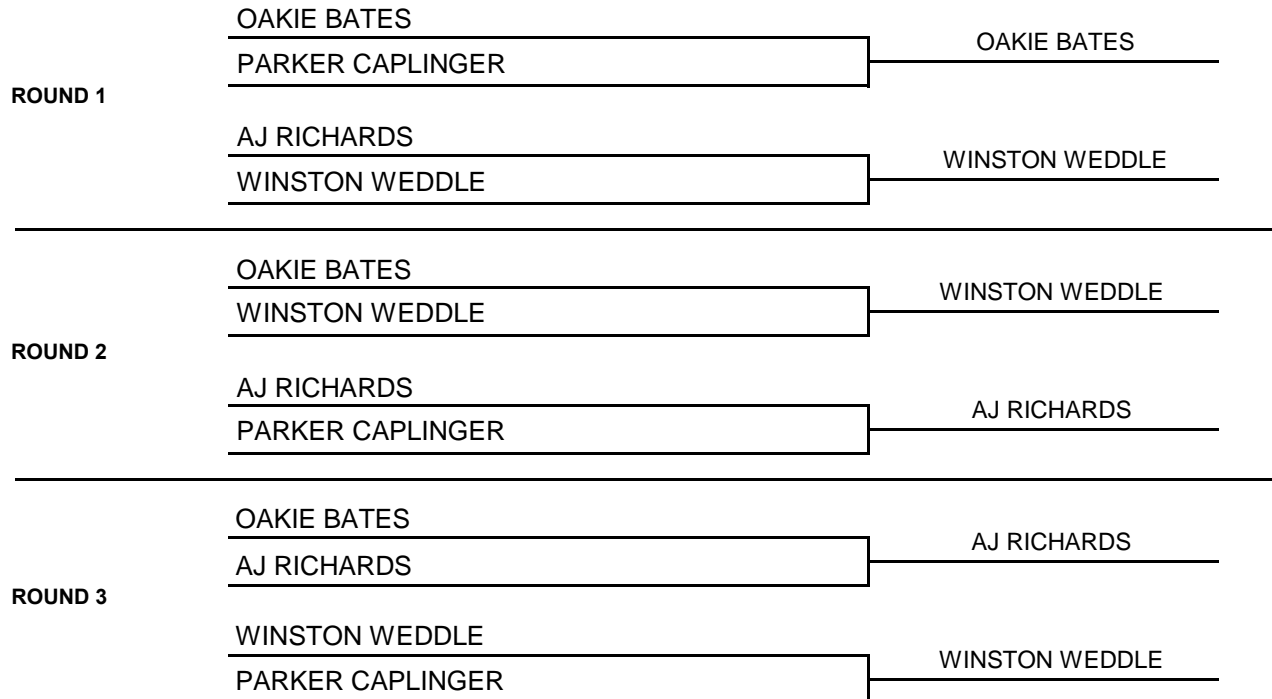 OAKIE BATES
PARKER CAPLINGER
OAKIE BATES
ROUND 1
AJ RICHARDS
WINSTON WEDDLE
WINSTON WEDDLE
OAKIE BATES
WINSTON WEDDLE
WINSTON WEDDLE
ROUND 2
AJ RICHARDS
PARKER CAPLINGER
AJ RICHARDS
OAKIE BATES
AJ RICHARDS
AJ RICHARDS
ROUND 3
WINSTON WEDDLE
PARKER CAPLINGER
WINSTON WEDDLE